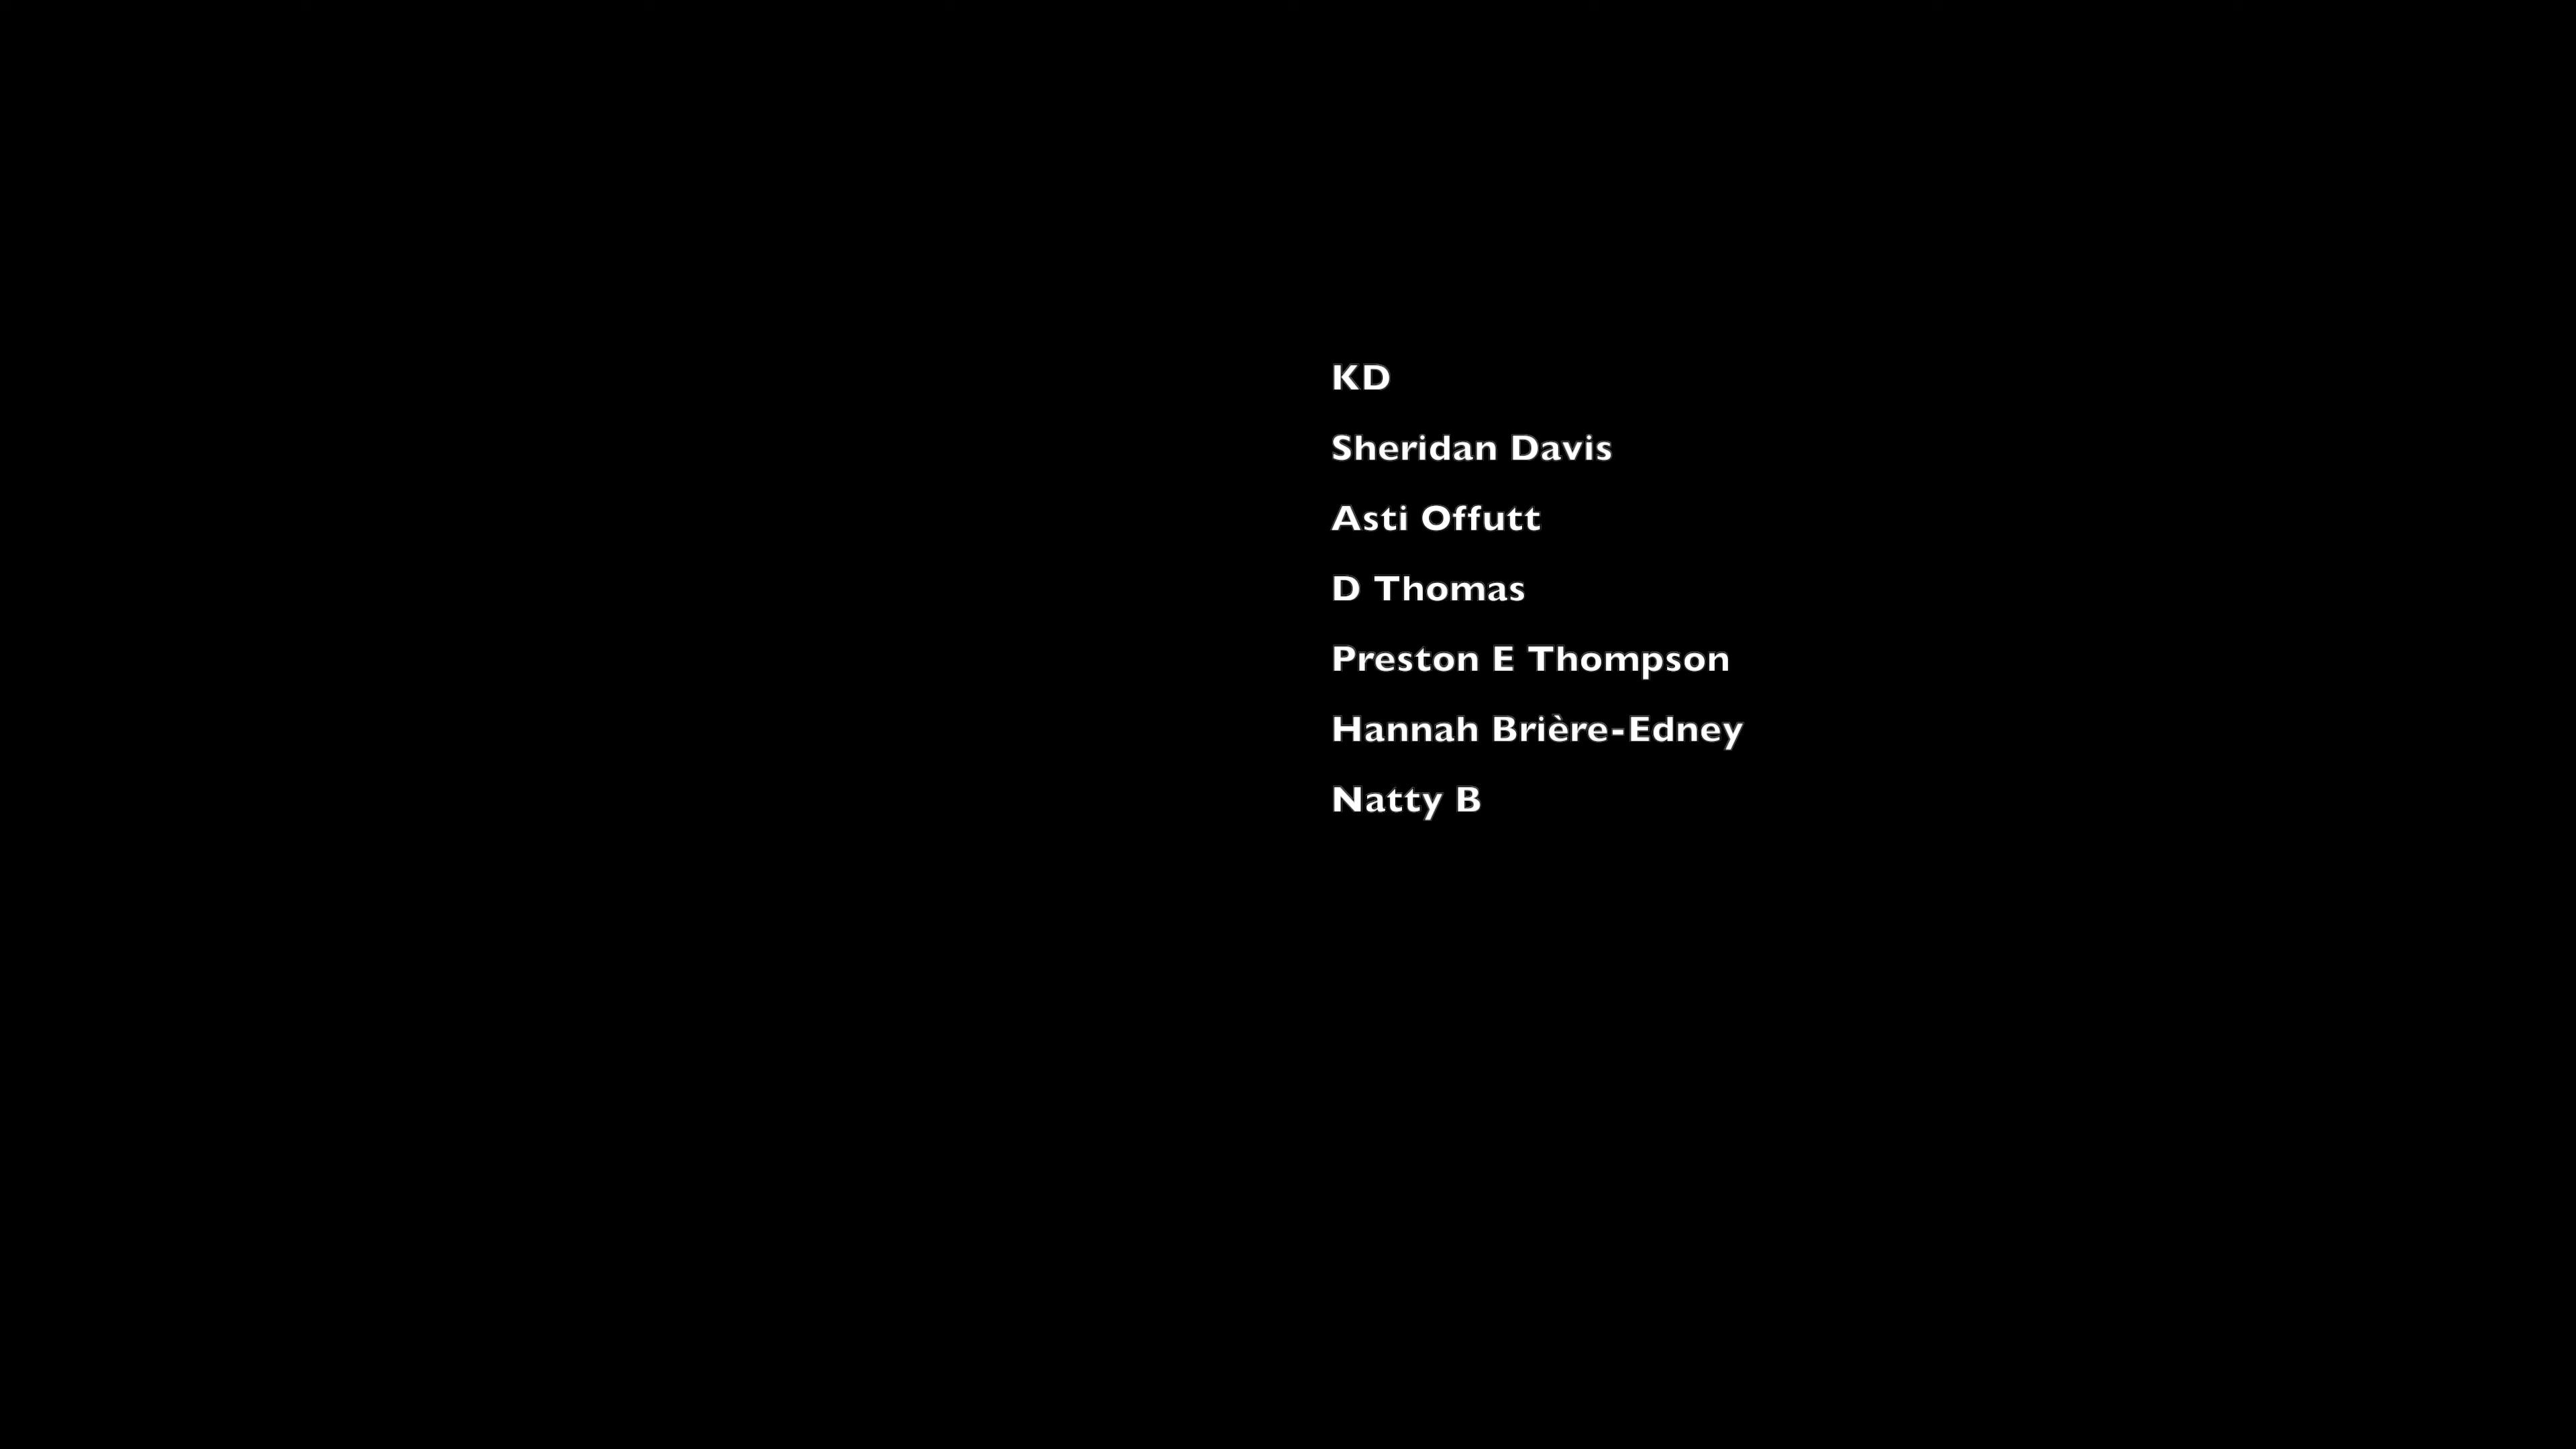 KD
Sheridan Davis
Asti Offutt
D Thomas
Preston E Thompson
Hannah Brière-Edney
Natty B